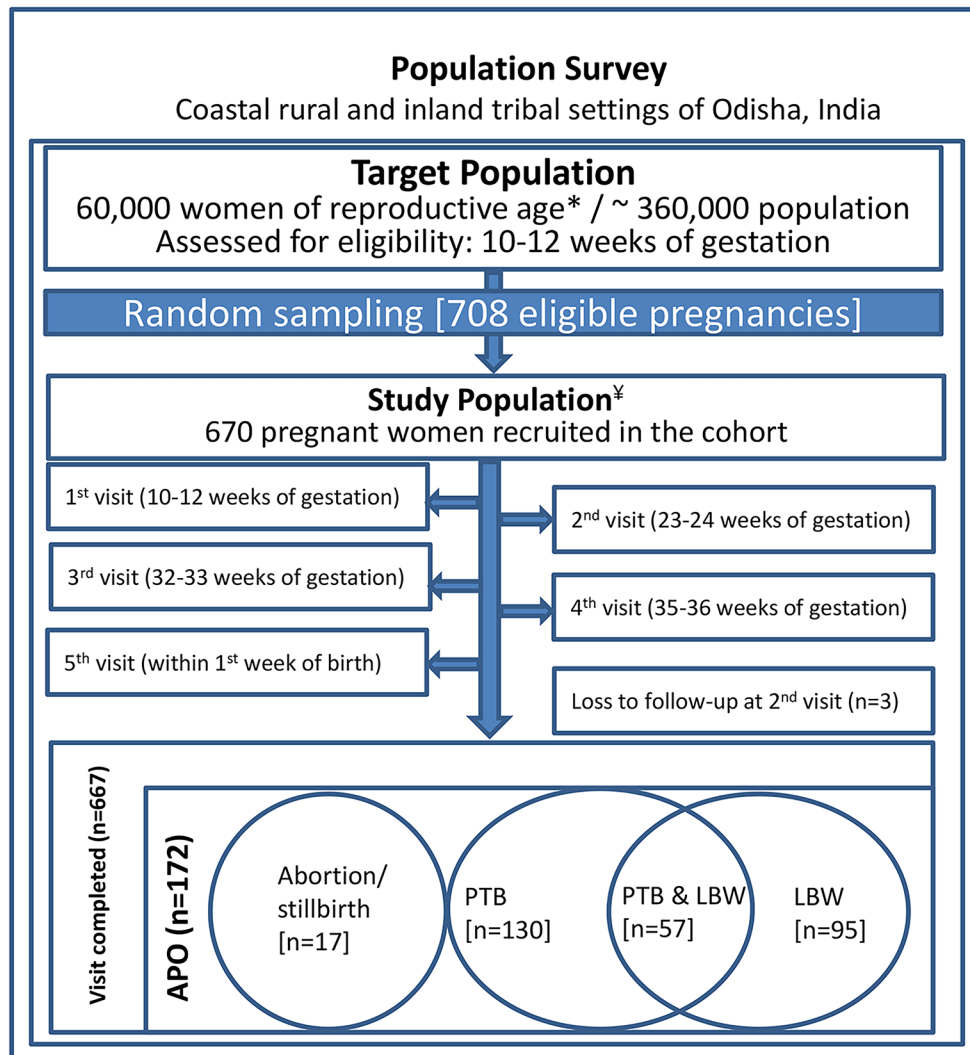 Population Survey
Coastal rural and inland tribal settings of Odisha, India
Target Population
60,000 women of reproductive age* / ~ 360,000 population
Assessed for eligibility: 10-12 weeks of gestation
Random sampling [708 eligible pregnancies]
Study Population¥
670 pregnant women recruited in the cohort
1st visit (10-12 weeks of gestation)
2nd visit (23-24 weeks of gestation)
3rd visit (32-33 weeks of gestation)
4th visit (35-36 weeks of gestation)
5th visit (within 1st week of birth)
Loss to follow-up at 2nd visit (n=3)
Visit completed (n=667)
APO (n=172)
Abortion/
stillbirth
[n=17]
PTB
[n=130]
PTB & LBW
[n=57]
LBW
[n=95]